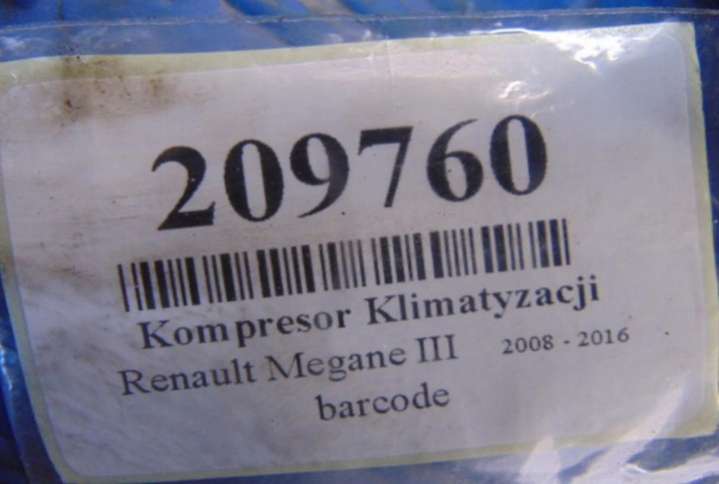 209760
Kompresor Klimatyzacji
Renault Megane III 2008 - 2016
barcode